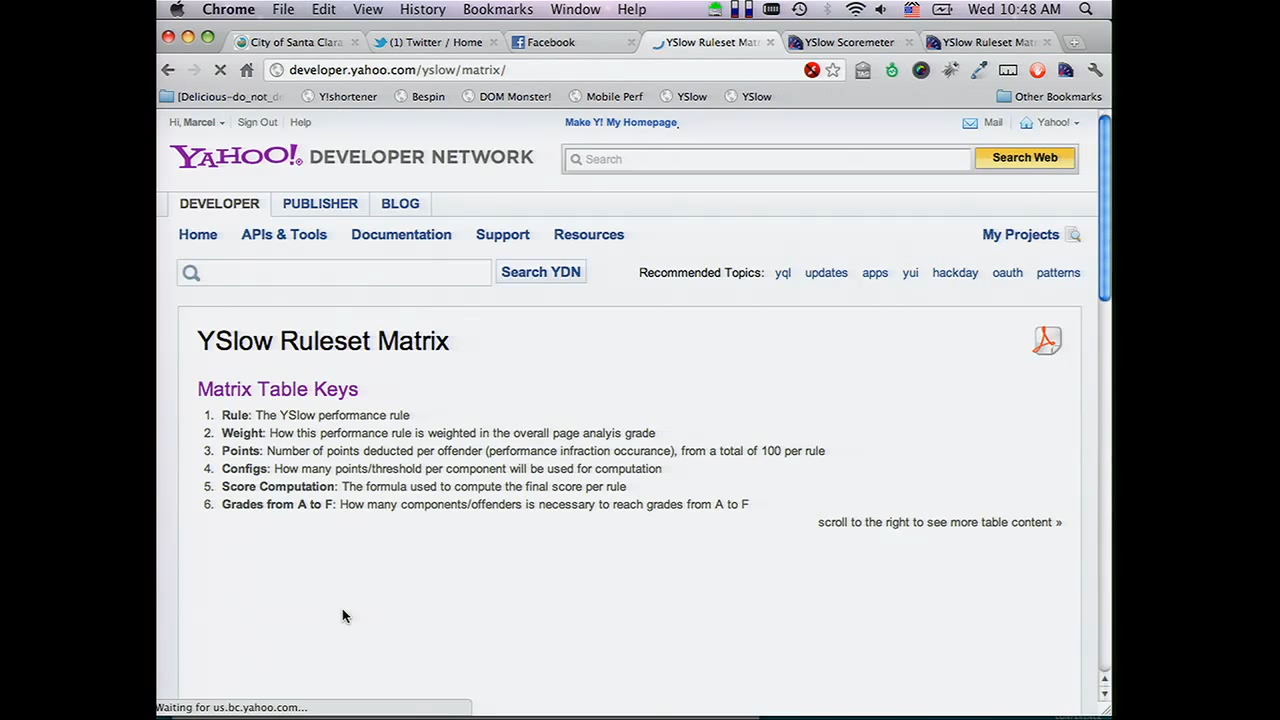 Chrome File Edit View History Bookmarks Window Help Wed 10:48 AM
City of Santa Clara (1) Twitter / Home Facebook YSlow Ruleset Matri YSlow Scoremeter YSlow Ruleset Matri
developer.yahoo.com/yslow/matrix/
[Delicious-do_not_d Y!shortener Bespin DOM Monster! Mobile Perf YSlow YSlow Other Bookmarks
Hi, Marcel Sign Out Help Make Y! My Homepage Mail Yahoo!
YAHOO! DEVELOPER NETWORK Search Search Web
DEVELOPER PUBLISHER BLOG
Home APIs & Tools Documentation Support Resources My Projects
Search YDN Recommended Topics: yql updates apps yui hackday oauth patterns
YSlow Ruleset Matrix
Matrix Table Keys
1. Rule: The YSlow performance rule
2. Weight: How this performance rule is weighted in the overall page analyis grade
3. Points: Number of points deducted per offender (performance infraction occurance), from a total of 100 per rule
4. Configs: How many points/threshold per component will be used for computation
5. Score Computation: The formula used to compute the final score per rule
6. Grades from A to F: How many components/offenders is necessary to reach grades from A to F
scroll to the right to see more table content »
Waiting for us.bc.yahoo.com...